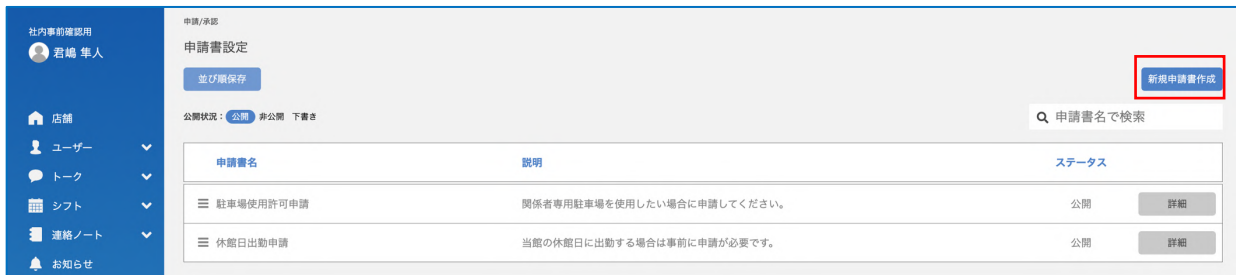 社内事前確認用
君嶋 隼人
店舗
ユーザー
トーク
シフト
連絡ノート
お知らせ
申請/承認
申請書設定
並び順保存
新規申請書作成
公開状況： 公開 非公開 下書き
申請書名で検索
申請書名 説明 ステータス
駐車場使用許可申請 関係者専用駐車場を使用したい場合に申請してください。 公開 詳細
休館日出勤申請 当館の休館日に出勤する場合は事前に申請が必要です。 公開 詳細